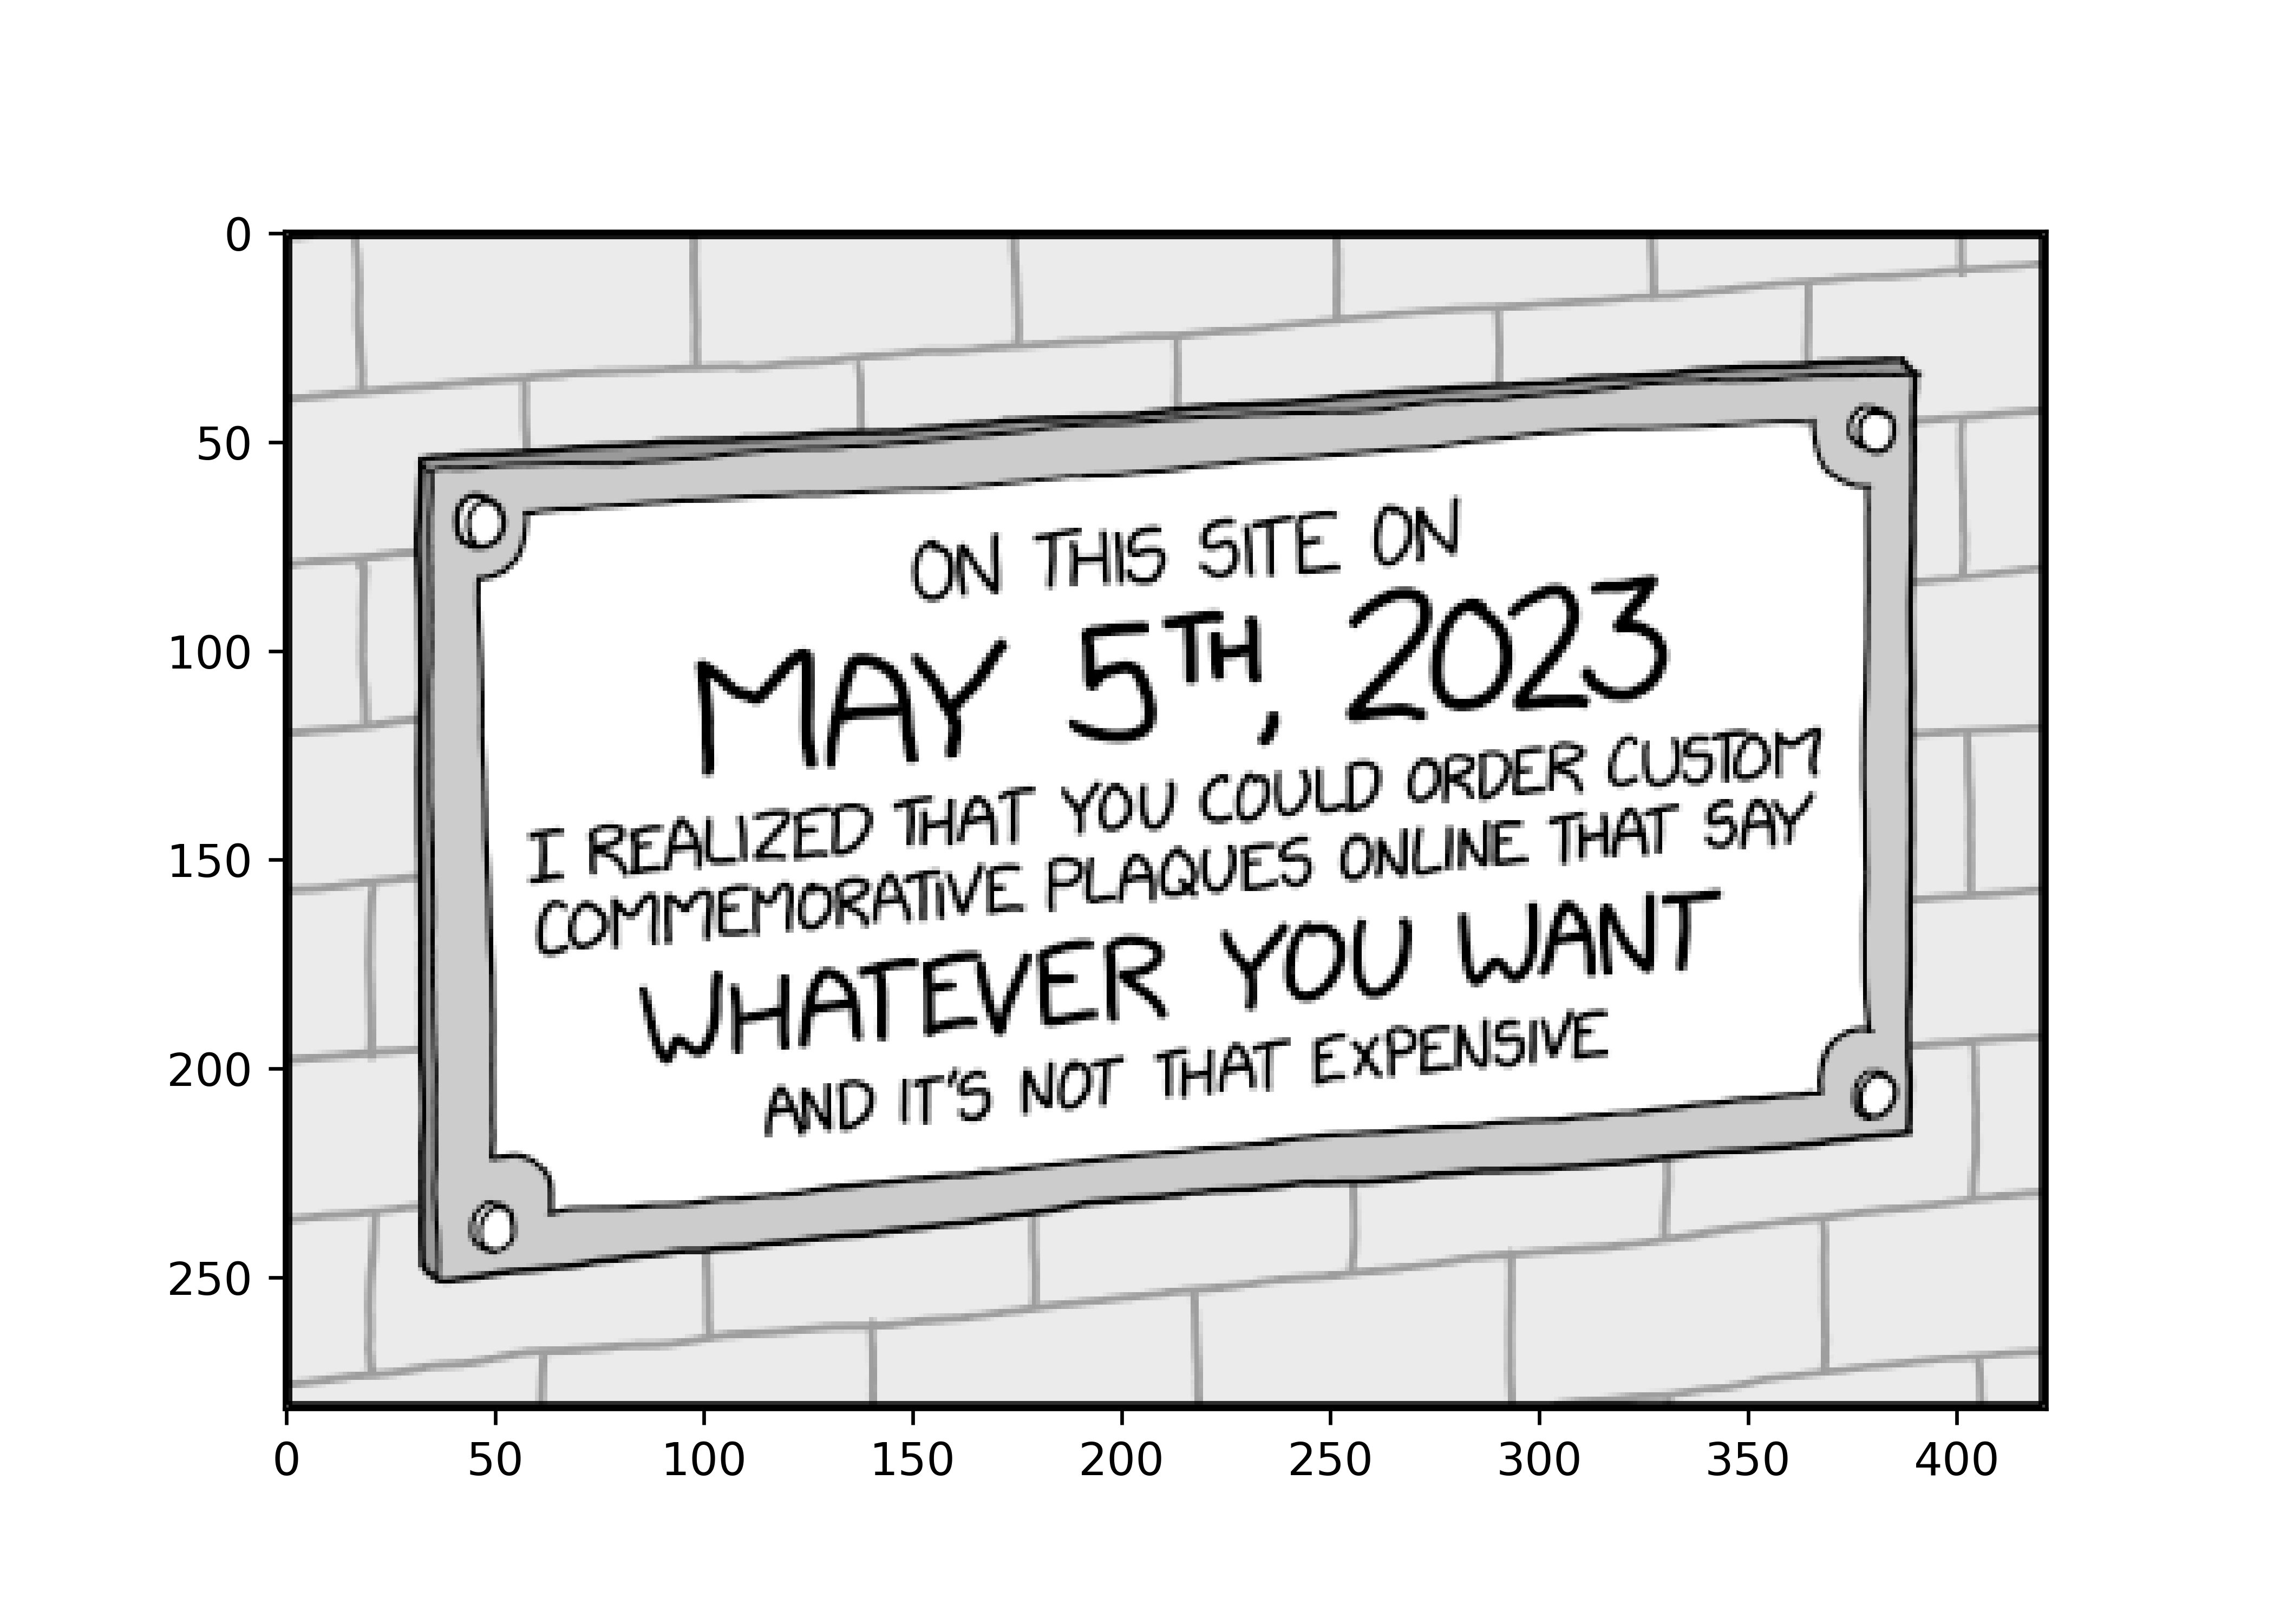 ON THIS SITE ON
MAY 5TH, 2023
I REALIZED THAT YOU COULD ORDER CUSTOM
COMMEMORATIVE PLAQUES ONLINE THAT SAY
WHATEVER YOU WANT
AND IT'S NOT THAT EXPENSIVE
0
50
100
150
200
250
0 50 100 150 200 250 300 350 400